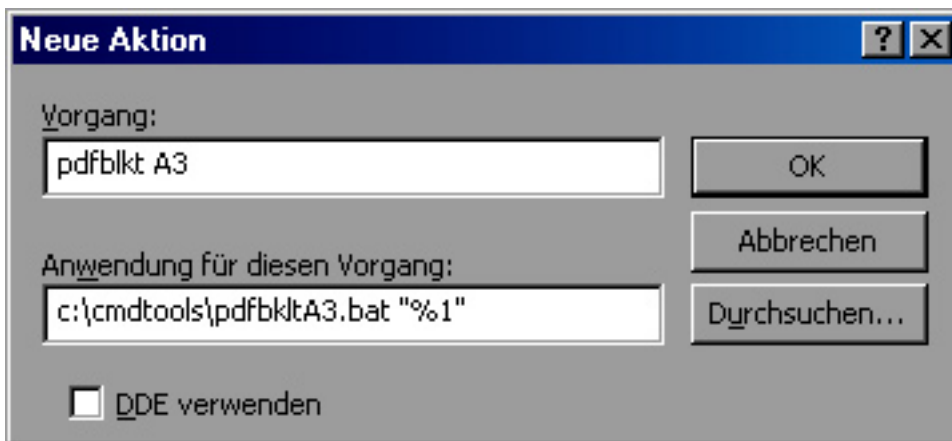 Neue Aktion
Vorgang:
pdfblkt A3
OK
Abbrechen
Anwendung für diesen Vorgang:
c:\cmdtools\pdfbkltA3.bat "%1"
Durchsuchen...
DDE verwenden